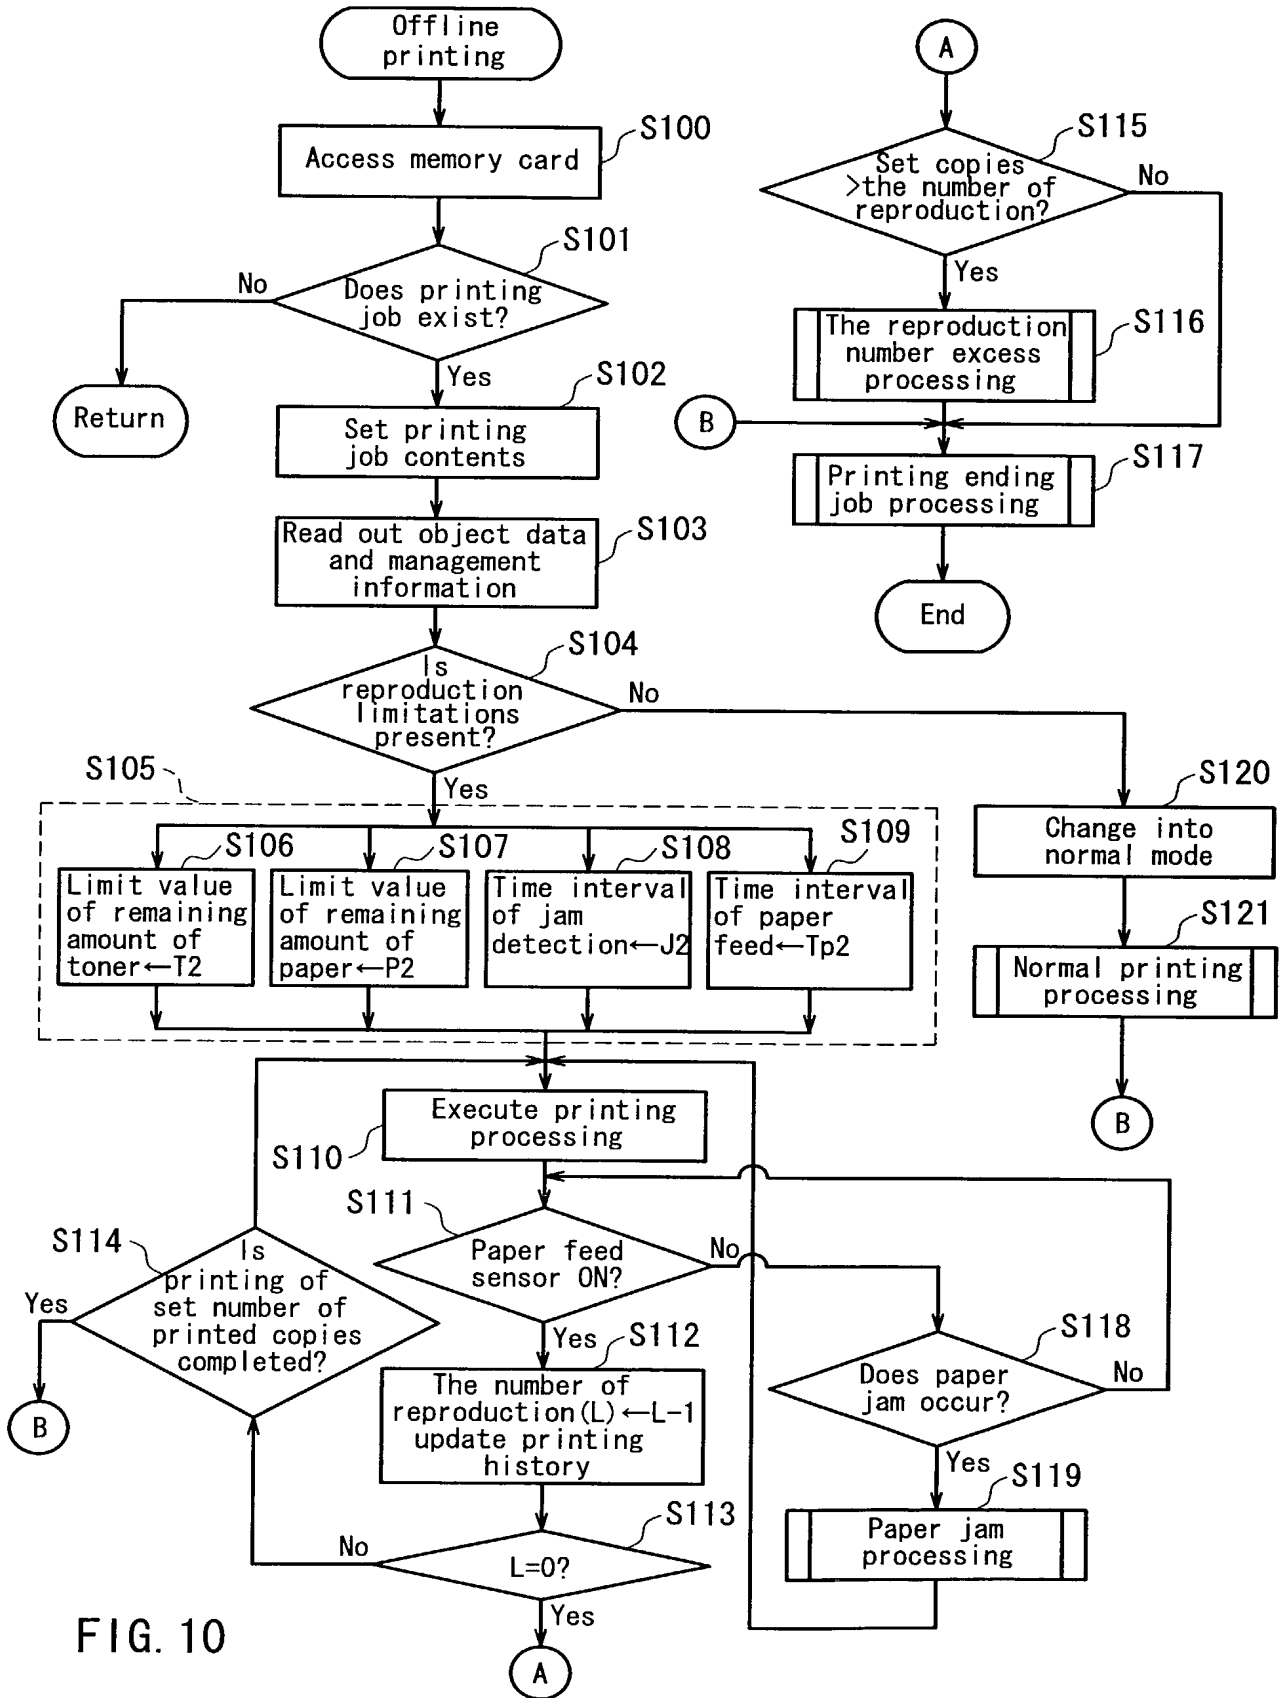 Offline
printing
S100
Access memory card
S101
No
Does printing
job exist?
Return
Yes
S102
Set printing
job contents
S103
Read out object data
and management
information
S104
Is
reproduction
limitations
present?
No
Yes
S105
S106
Limit value
of remaining
amount of
toner←T2
S107
Limit value
of remaining
amount of
paper←P2
S108
Time interval
of jam
detection←J2
S109
Time interval
of paper
feed←Tp2
Execute printing
processing
S110
S111
Paper feed
sensor ON?
No
Yes
S112
The number of
reproduction(L)←L-1
update printing
history
S113
L=0?
No
Yes
A
S114
Is
printing of
set number of
printed copies
completed?
Yes
B
S118
Does paper
jam occur?
No
Yes
S119
Paper jam
processing
A
S115
Set copies
>the number of
reproduction?
No
Yes
S116
The reproduction
number excess
processing
B
S117
Printing ending
job processing
End
S120
Change into
normal mode
S121
Normal printing
processing
B
FIG. 10